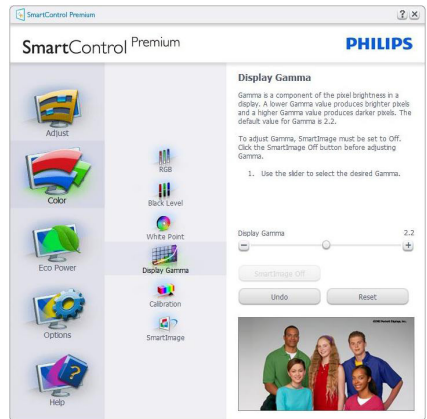 SmartControl Premium
SmartControl Premium
PHILIPS
Adjust
Color
Eco Power
Options
Help
RGB
Black Level
White Point
Display Gamma
Calibration
SmartImage
Display Gamma
Gamma is a component of the pixel brightness in a
display. A lower Gamma value produces brighter pixels
and a higher Gamma value produces darker pixels. The
default value for Gamma is 2.2.
To adjust Gamma, SmartImage must be set to Off.
Click the SmartImage Off button before adjusting
Gamma.
1. Use the slider to select the desired Gamma.
Display Gamma 2.2
SmartImage Off
Undo
Reset